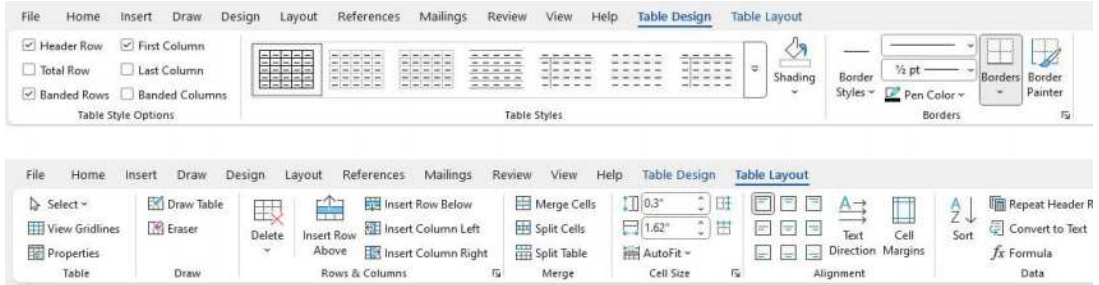 File Home Insert Draw Design Layout References Mailings Review View Help Table Design Table Layout
Header Row First Column
Total Row Last Column
Banded Rows Banded Columns
Table Style Options
Table Styles
Shading
Border Styles
½ pt
Pen Color
Borders
Border Painter
Borders
File Home Insert Draw Design Layout References Mailings Review View Help Table Design Table Layout
Select
View Gridlines
Properties
Table
Draw Table
Eraser
Draw
Delete
Insert Row Above
Insert Row Below
Insert Column Left
Insert Column Right
Rows & Columns
Merge Cells
Split Cells
Split Table
Merge
0.3"
1.62"
AutoFit
Cell Size
Text Direction
Cell Margins
Alignment
A Z
Sort
Repeat Header R
Convert to Text
fx Formula
Data